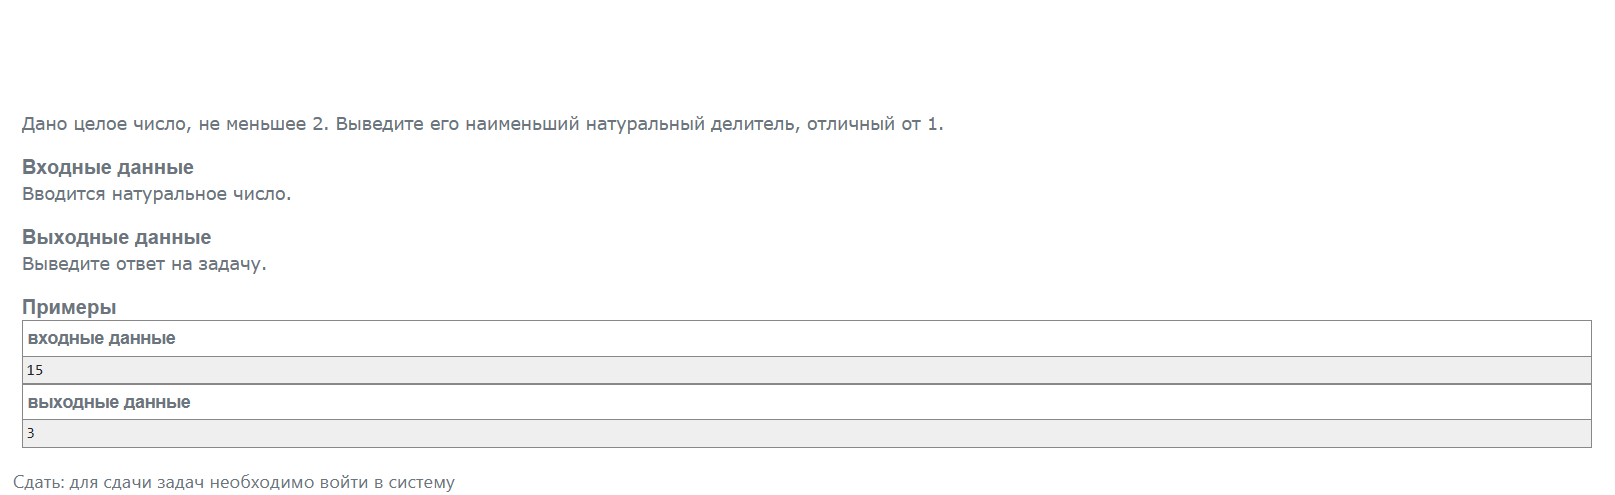 Дано целое число, не меньшее 2. Выведите его наименьший натуральный делитель, отличный от 1.
Входные данные
Вводится натуральное число.
Выходные данные
Выведите ответ на задачу.
Примеры
входные данные
15
выходные данные
3
Сдать: для сдачи задач необходимо войти в систему